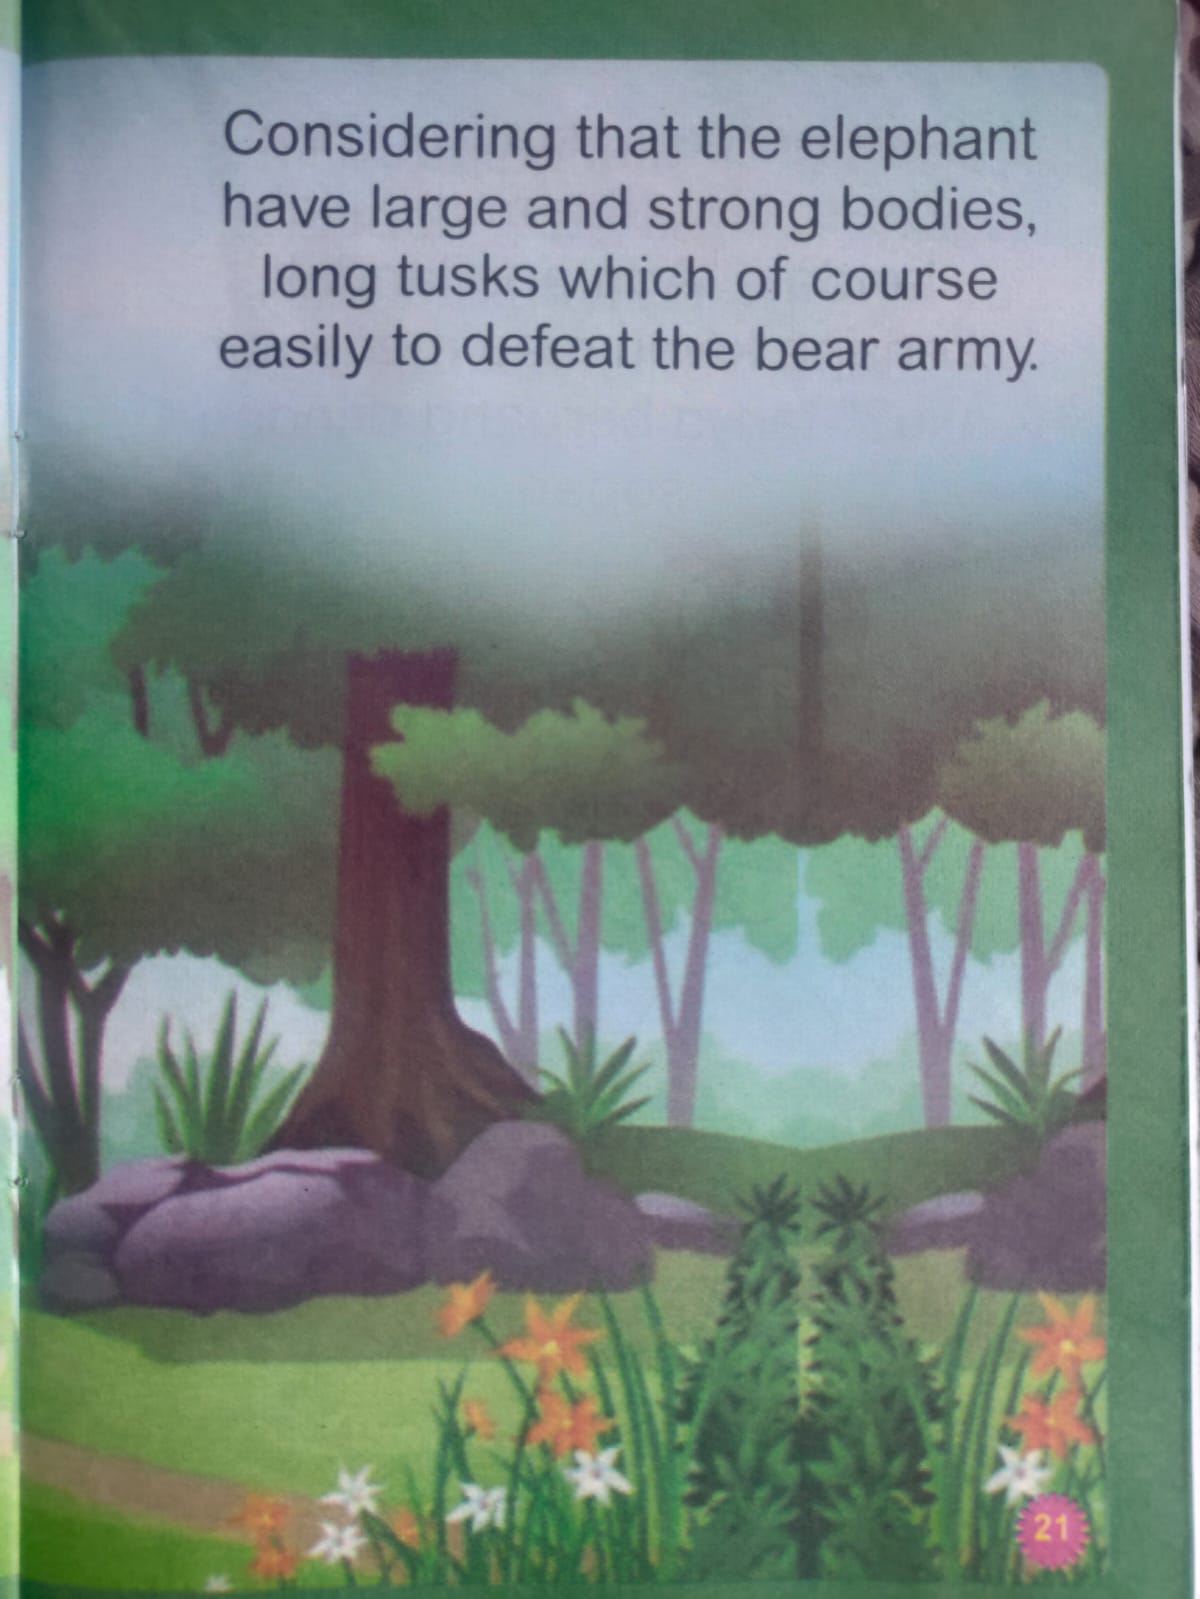 Considering that the elephant
have large and strong bodies,
long tusks which of course
easily to defeat the bear army.
21